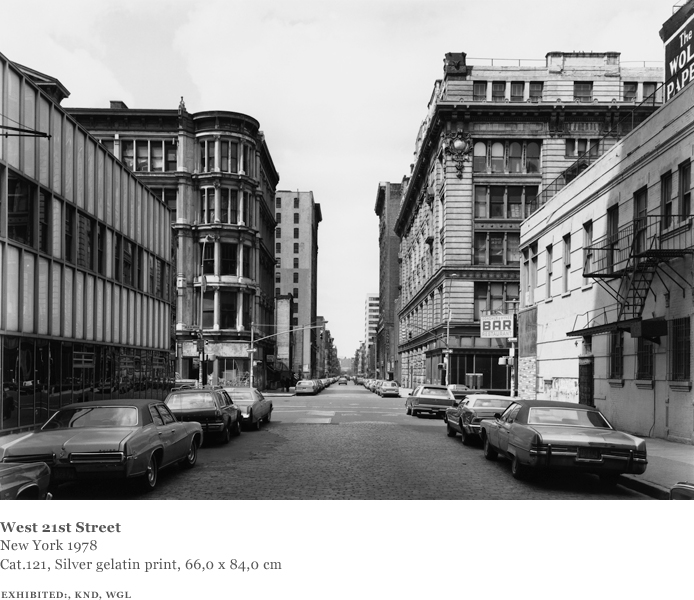 The
WOL
PAPE
BAR
West 21st Street
New York 1978
Cat.121, Silver gelatin print, 66,0 x 84,0 cm
EXHIBITED:, KND, WGL